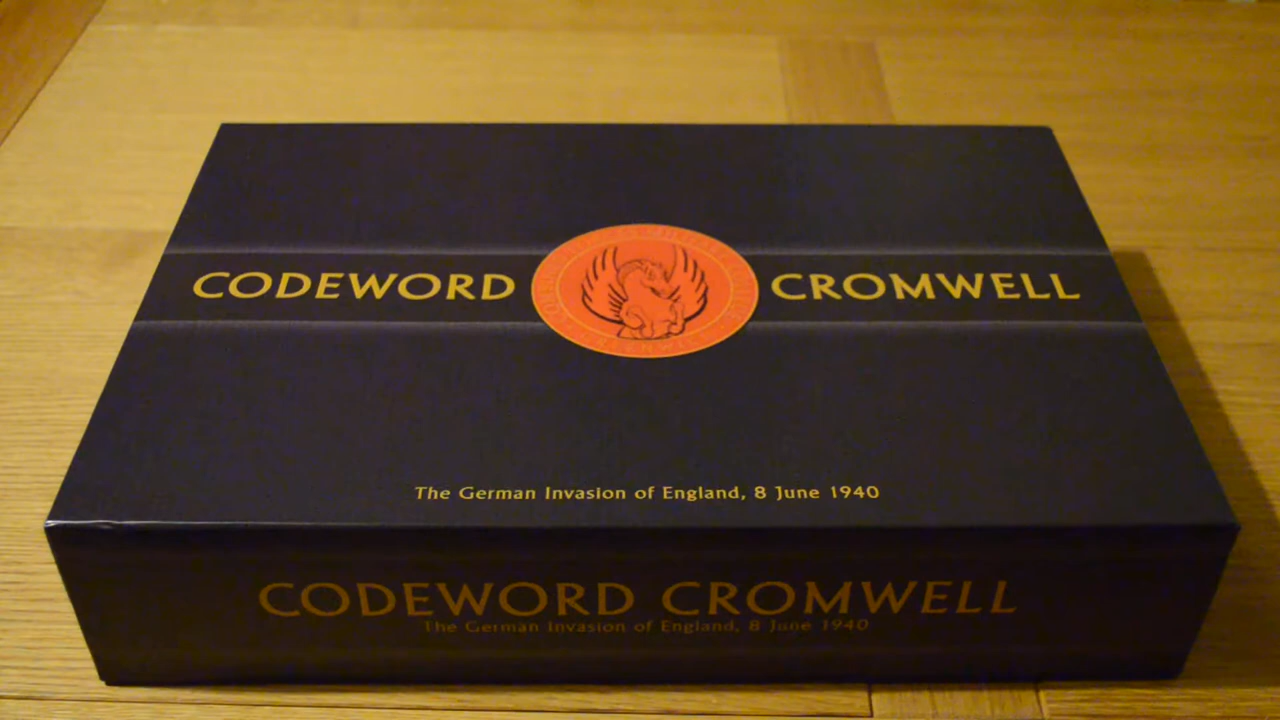 CODEWORD CROMWELL
The German Invasion of England, 8 June 1940
CODEWORD CROMWELL
The German Invasion of England, 8 June 1940